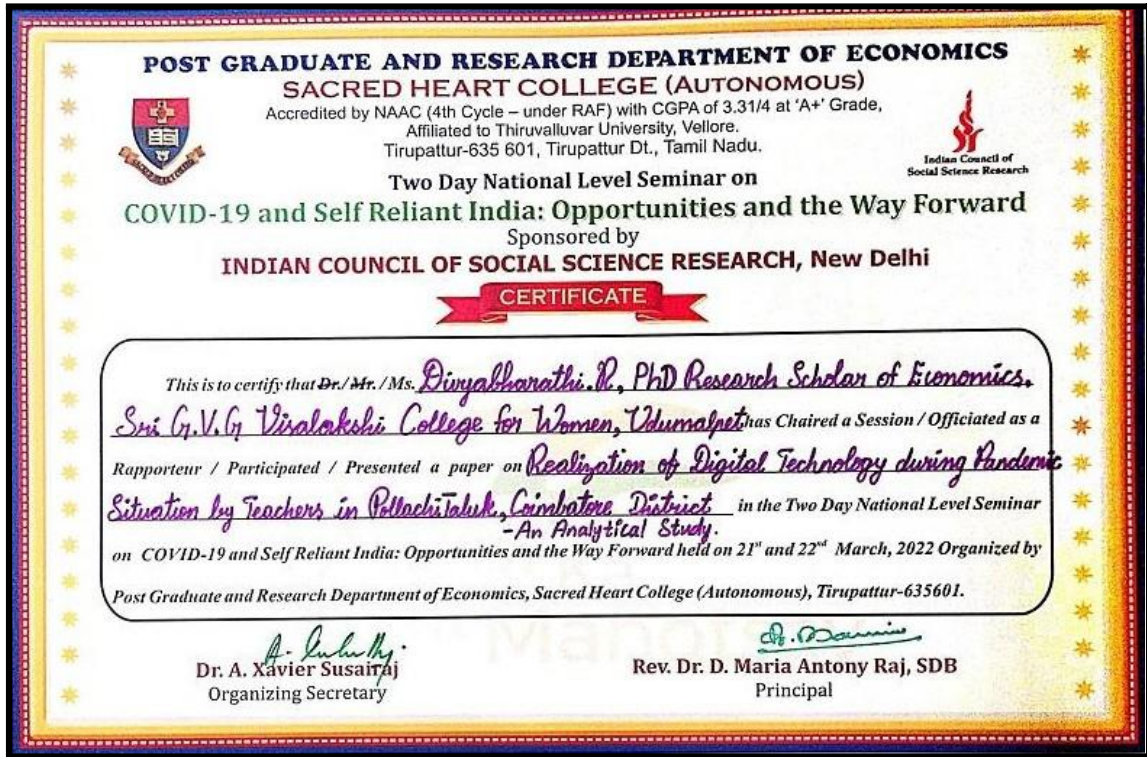 POST GRADUATE AND RESEARCH DEPARTMENT OF ECONOMICS
SACRED HEART COLLEGE (AUTONOMOUS)
Accredited by NAAC (4th Cycle – under RAF) with CGPA of 3.31/4 at 'A+' Grade,
Affiliated to Thiruvalluvar University, Vellore.
Tirupattur-635 601, Tirupattur Dt., Tamil Nadu.
SACRED HEART COLLEGE
Indian Council of
Social Science Research
Two Day National Level Seminar on
COVID-19 and Self Reliant India: Opportunities and the Way Forward
Sponsored by
INDIAN COUNCIL OF SOCIAL SCIENCE RESEARCH, New Delhi
CERTIFICATE
This is to certify that Dr./Mr./Ms. Divyabharathi. R, PhD Research Scholar of Economics.
Sri G.V.G Visalakshi College for Women, Udumalpet has Chaired a Session / Officiated as a
Rapporteur / Participated / Presented a paper on Realization of Digital Technology during Pandemic
Situation by Teachers in Pollachi Taluk, Coimbatore District in the Two Day National Level Seminar
-An Analytical Study.
on COVID-19 and Self Reliant India: Opportunities and the Way Forward held on 21st and 22nd March, 2022 Organized by
Post Graduate and Research Department of Economics, Sacred Heart College (Autonomous), Tirupattur-635601.
Dr. A. Xavier Susairaj
Organizing Secretary
Rev. Dr. D. Maria Antony Raj, SDB
Principal